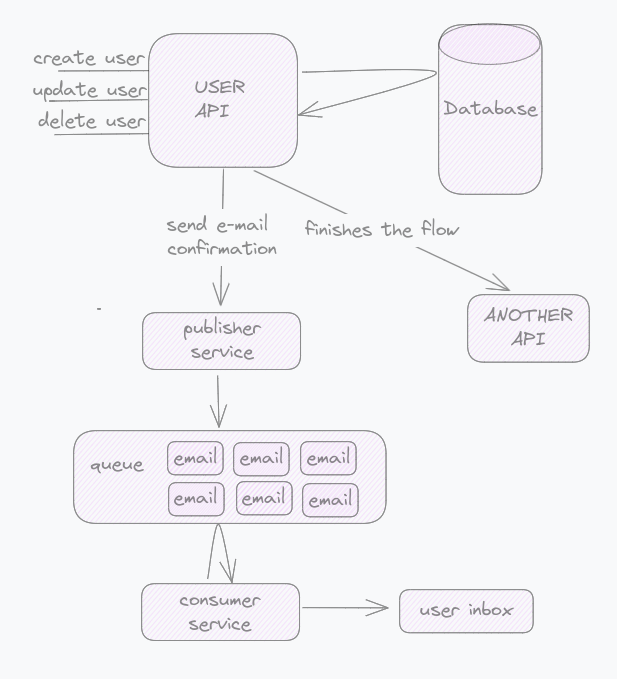 create user
update user
delete user
USER
API
Database
send e-mail
confirmation
finishes the flow
ANOTHER
API
publisher
service
queue
email email email
email email email
consumer
service
user inbox